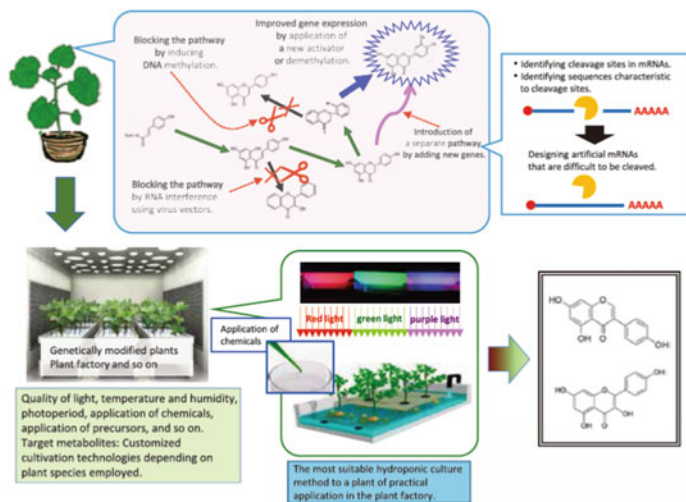 Blocking the pathway
by inducing
DNA methylation.
Improved gene expression
by application of
a new activator
or demethylation.
• Identifying cleavage sites in mRNAs.
• Identifying sequences characteristic
to cleavage sites.
AAAAA
Designing artificial mRNAs
that are difficult to be cleaved.
AAAAA
Introduction of
a separate pathway
by adding new genes.
Blocking the pathway
by RNA interference
using virus vectors.
Genetically modified plants
Plant factory and so on
Application of
chemicals
Red light
green light
purple light
Quality of light, temperature and humidity,
photoperiod, application of chemicals,
application of precursors, and so on.
Target metabolites: Customized
cultivation technologies depending on
plant species employed.
The most suitable hydroponic culture
method to a plant of practical
application in the plant factory.
HO
O
OH
O
OH
HO
O
OH
OH
OH
O